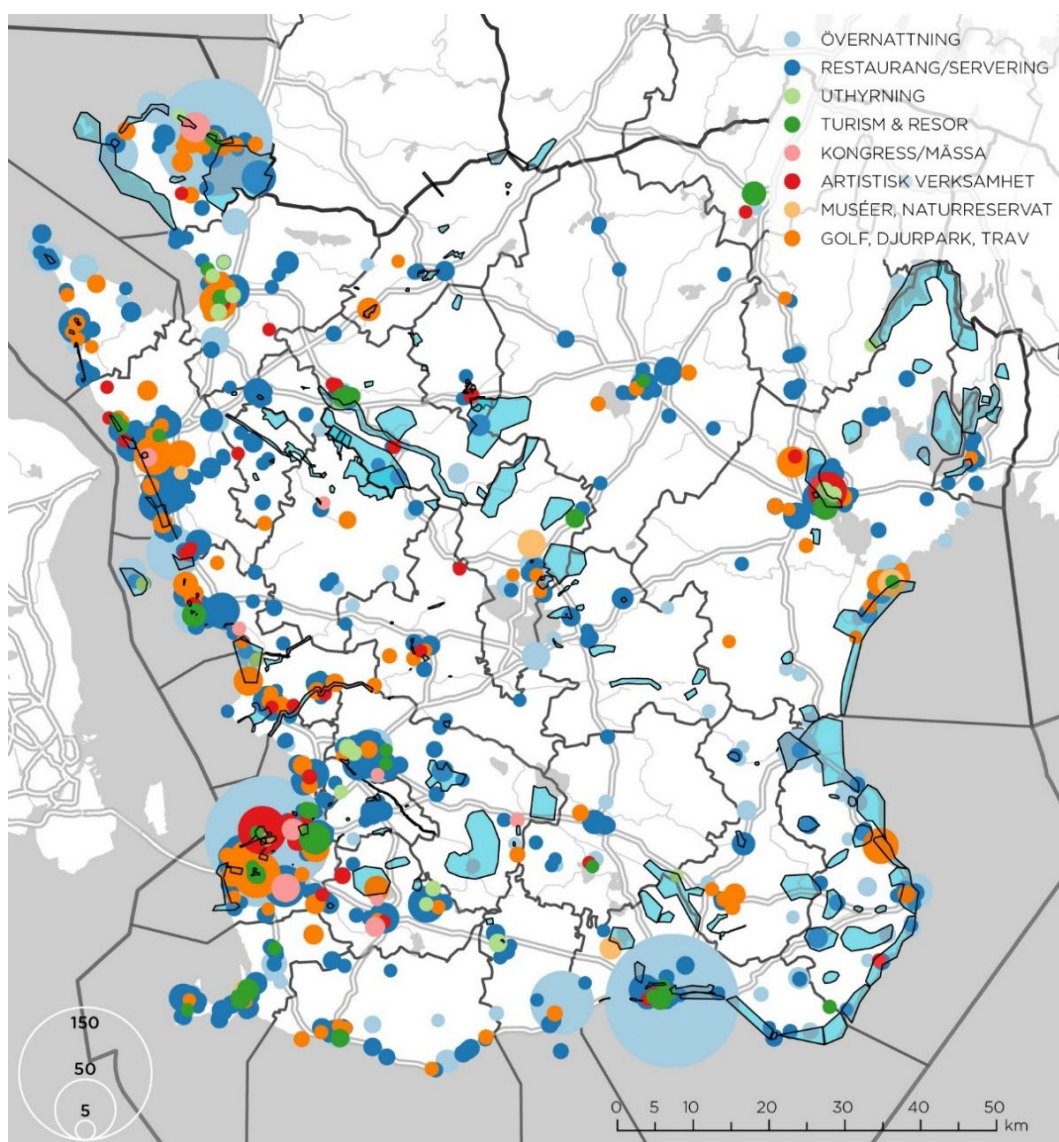 ÖVERNATTNING
RESTAURANG/SERVERING
UTHYRNING
TURISM & RESOR
KONGRESS/MÄSSA
ARTISTISK VERKSAMHET
MUSÉER, NATURRESERVAT
GOLF, DJURPARK, TRAV
150
50
5
0 5 10 20 30 40 50
km